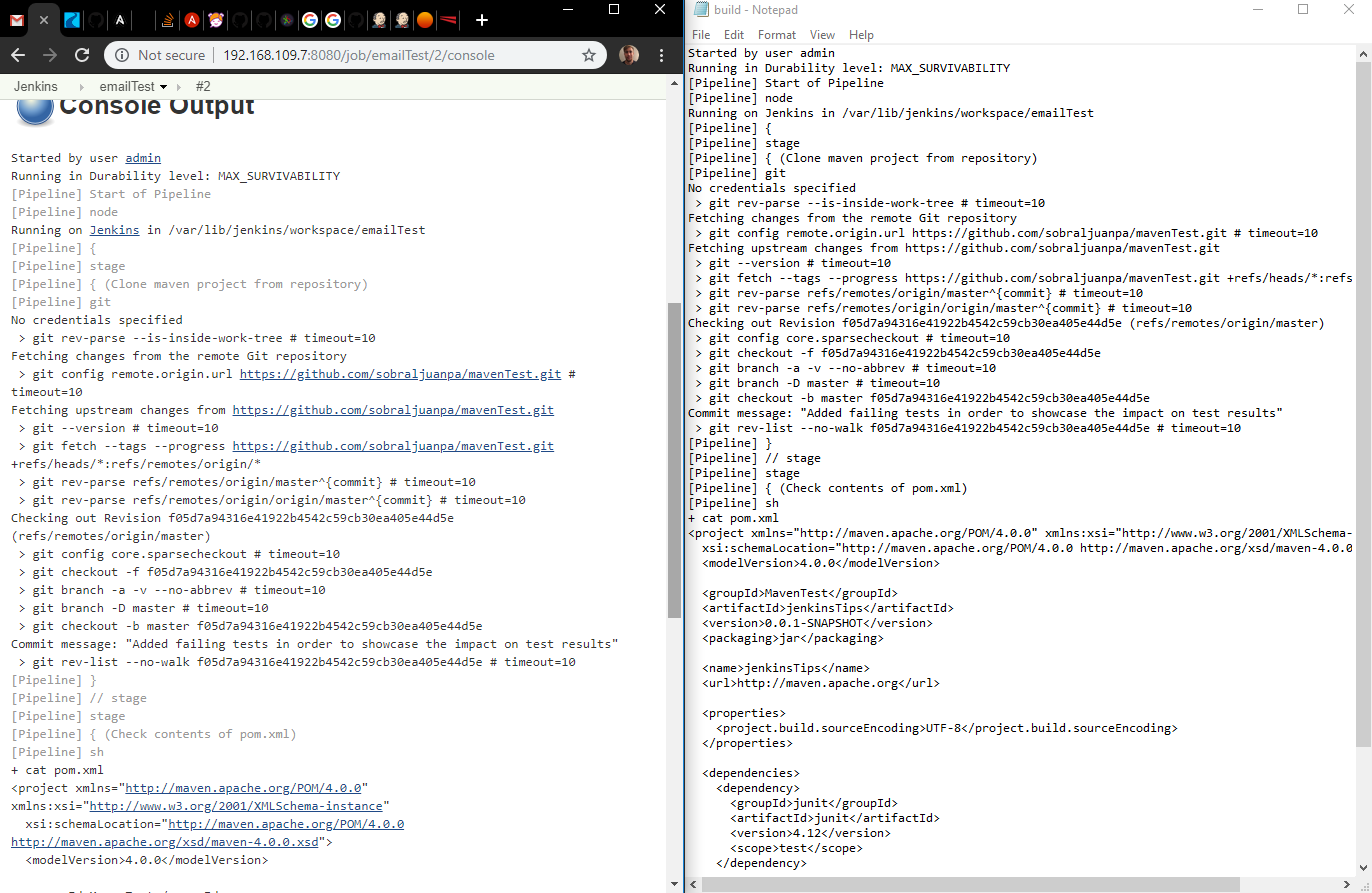 Not secure | 192.168.109.7:8080/job/emailTest/2/console
Jenkins
emailTest
#2
Console Output
Started by user admin
Running in Durability level: MAX_SURVIVABILITY
[Pipeline] Start of Pipeline
[Pipeline] node
Running on Jenkins in /var/lib/jenkins/workspace/emailTest
[Pipeline] {
[Pipeline] stage
[Pipeline] { (Clone maven project from repository)
[Pipeline] git
No credentials specified
 > git rev-parse --is-inside-work-tree # timeout=10
Fetching changes from the remote Git repository
 > git config remote.origin.url https://github.com/sobraljuanpa/mavenTest.git #
timeout=10
Fetching upstream changes from https://github.com/sobraljuanpa/mavenTest.git
 > git --version # timeout=10
 > git fetch --tags --progress https://github.com/sobraljuanpa/mavenTest.git
+refs/heads/*:refs/remotes/origin/*
 > git rev-parse refs/remotes/origin/master^{commit} # timeout=10
 > git rev-parse refs/remotes/origin/origin/master^{commit} # timeout=10
Checking out Revision f05d7a94316e41922b4542c59cb30ea405e44d5e
(refs/remotes/origin/master)
 > git config core.sparsecheckout # timeout=10
 > git checkout -f f05d7a94316e41922b4542c59cb30ea405e44d5e
 > git branch -a -v --no-abbrev # timeout=10
 > git branch -D master # timeout=10
 > git checkout -b master f05d7a94316e41922b4542c59cb30ea405e44d5e
Commit message: "Added failing tests in order to showcase the impact on test results"
 > git rev-list --no-walk f05d7a94316e41922b4542c59cb30ea405e44d5e # timeout=10
[Pipeline] }
[Pipeline] // stage
[Pipeline] stage
[Pipeline] { (Check contents of pom.xml)
[Pipeline] sh
+ cat pom.xml
<project xmlns="http://maven.apache.org/POM/4.0.0"
xmlns:xsi="http://www.w3.org/2001/XMLSchema-instance"
  xsi:schemaLocation="http://maven.apache.org/POM/4.0.0
http://maven.apache.org/xsd/maven-4.0.0.xsd">
  <modelVersion>4.0.0</modelVersion>
build - Notepad
File Edit Format View Help
Started by user admin
Running in Durability level: MAX_SURVIVABILITY
[Pipeline] Start of Pipeline
[Pipeline] node
Running on Jenkins in /var/lib/jenkins/workspace/emailTest
[Pipeline] {
[Pipeline] stage
[Pipeline] { (Clone maven project from repository)
[Pipeline] git
No credentials specified
 > git rev-parse --is-inside-work-tree # timeout=10
Fetching changes from the remote Git repository
 > git config remote.origin.url https://github.com/sobraljuanpa/mavenTest.git # timeout=10
Fetching upstream changes from https://github.com/sobraljuanpa/mavenTest.git
 > git --version # timeout=10
 > git fetch --tags --progress https://github.com/sobraljuanpa/mavenTest.git +refs/heads/*:refs
 > git rev-parse refs/remotes/origin/master^{commit} # timeout=10
 > git rev-parse refs/remotes/origin/origin/master^{commit} # timeout=10
Checking out Revision f05d7a94316e41922b4542c59cb30ea405e44d5e (refs/remotes/origin/master)
 > git config core.sparsecheckout # timeout=10
 > git checkout -f f05d7a94316e41922b4542c59cb30ea405e44d5e
 > git branch -a -v --no-abbrev # timeout=10
 > git branch -D master # timeout=10
 > git checkout -b master f05d7a94316e41922b4542c59cb30ea405e44d5e
Commit message: "Added failing tests in order to showcase the impact on test results"
 > git rev-list --no-walk f05d7a94316e41922b4542c59cb30ea405e44d5e # timeout=10
[Pipeline] }
[Pipeline] // stage
[Pipeline] stage
[Pipeline] { (Check contents of pom.xml)
[Pipeline] sh
+ cat pom.xml
<project xmlns="http://maven.apache.org/POM/4.0.0" xmlns:xsi="http://www.w3.org/2001/XMLSchema-
  xsi:schemaLocation="http://maven.apache.org/POM/4.0.0 http://maven.apache.org/xsd/maven-4.0.0
  <modelVersion>4.0.0</modelVersion>
  <groupId>MavenTest</groupId>
  <artifactId>jenkinsTips</artifactId>
  <version>0.0.1-SNAPSHOT</version>
  <packaging>jar</packaging>
  <name>jenkinsTips</name>
  <url>http://maven.apache.org</url>
  <properties>
    <project.build.sourceEncoding>UTF-8</project.build.sourceEncoding>
  </properties>
  <dependencies>
    <dependency>
      <groupId>junit</groupId>
      <artifactId>junit</artifactId>
      <version>4.12</version>
      <scope>test</scope>
    </dependency>